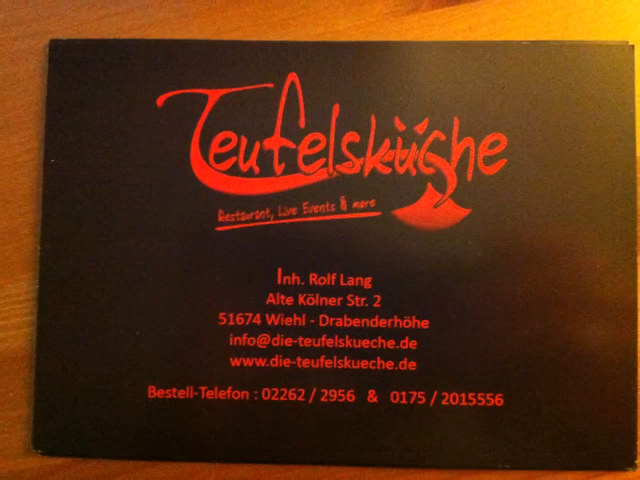 Teufelsküche
Restaurant, Live Events & more
Inh. Rolf Lang
Alte Kölner Str. 2
51674 Wiehl - Drabenderhöhe
info@die-teufelskueche.de
www.die-teufelskueche.de
Bestell-Telefon : 02262 / 2956 & 0175 / 2015556